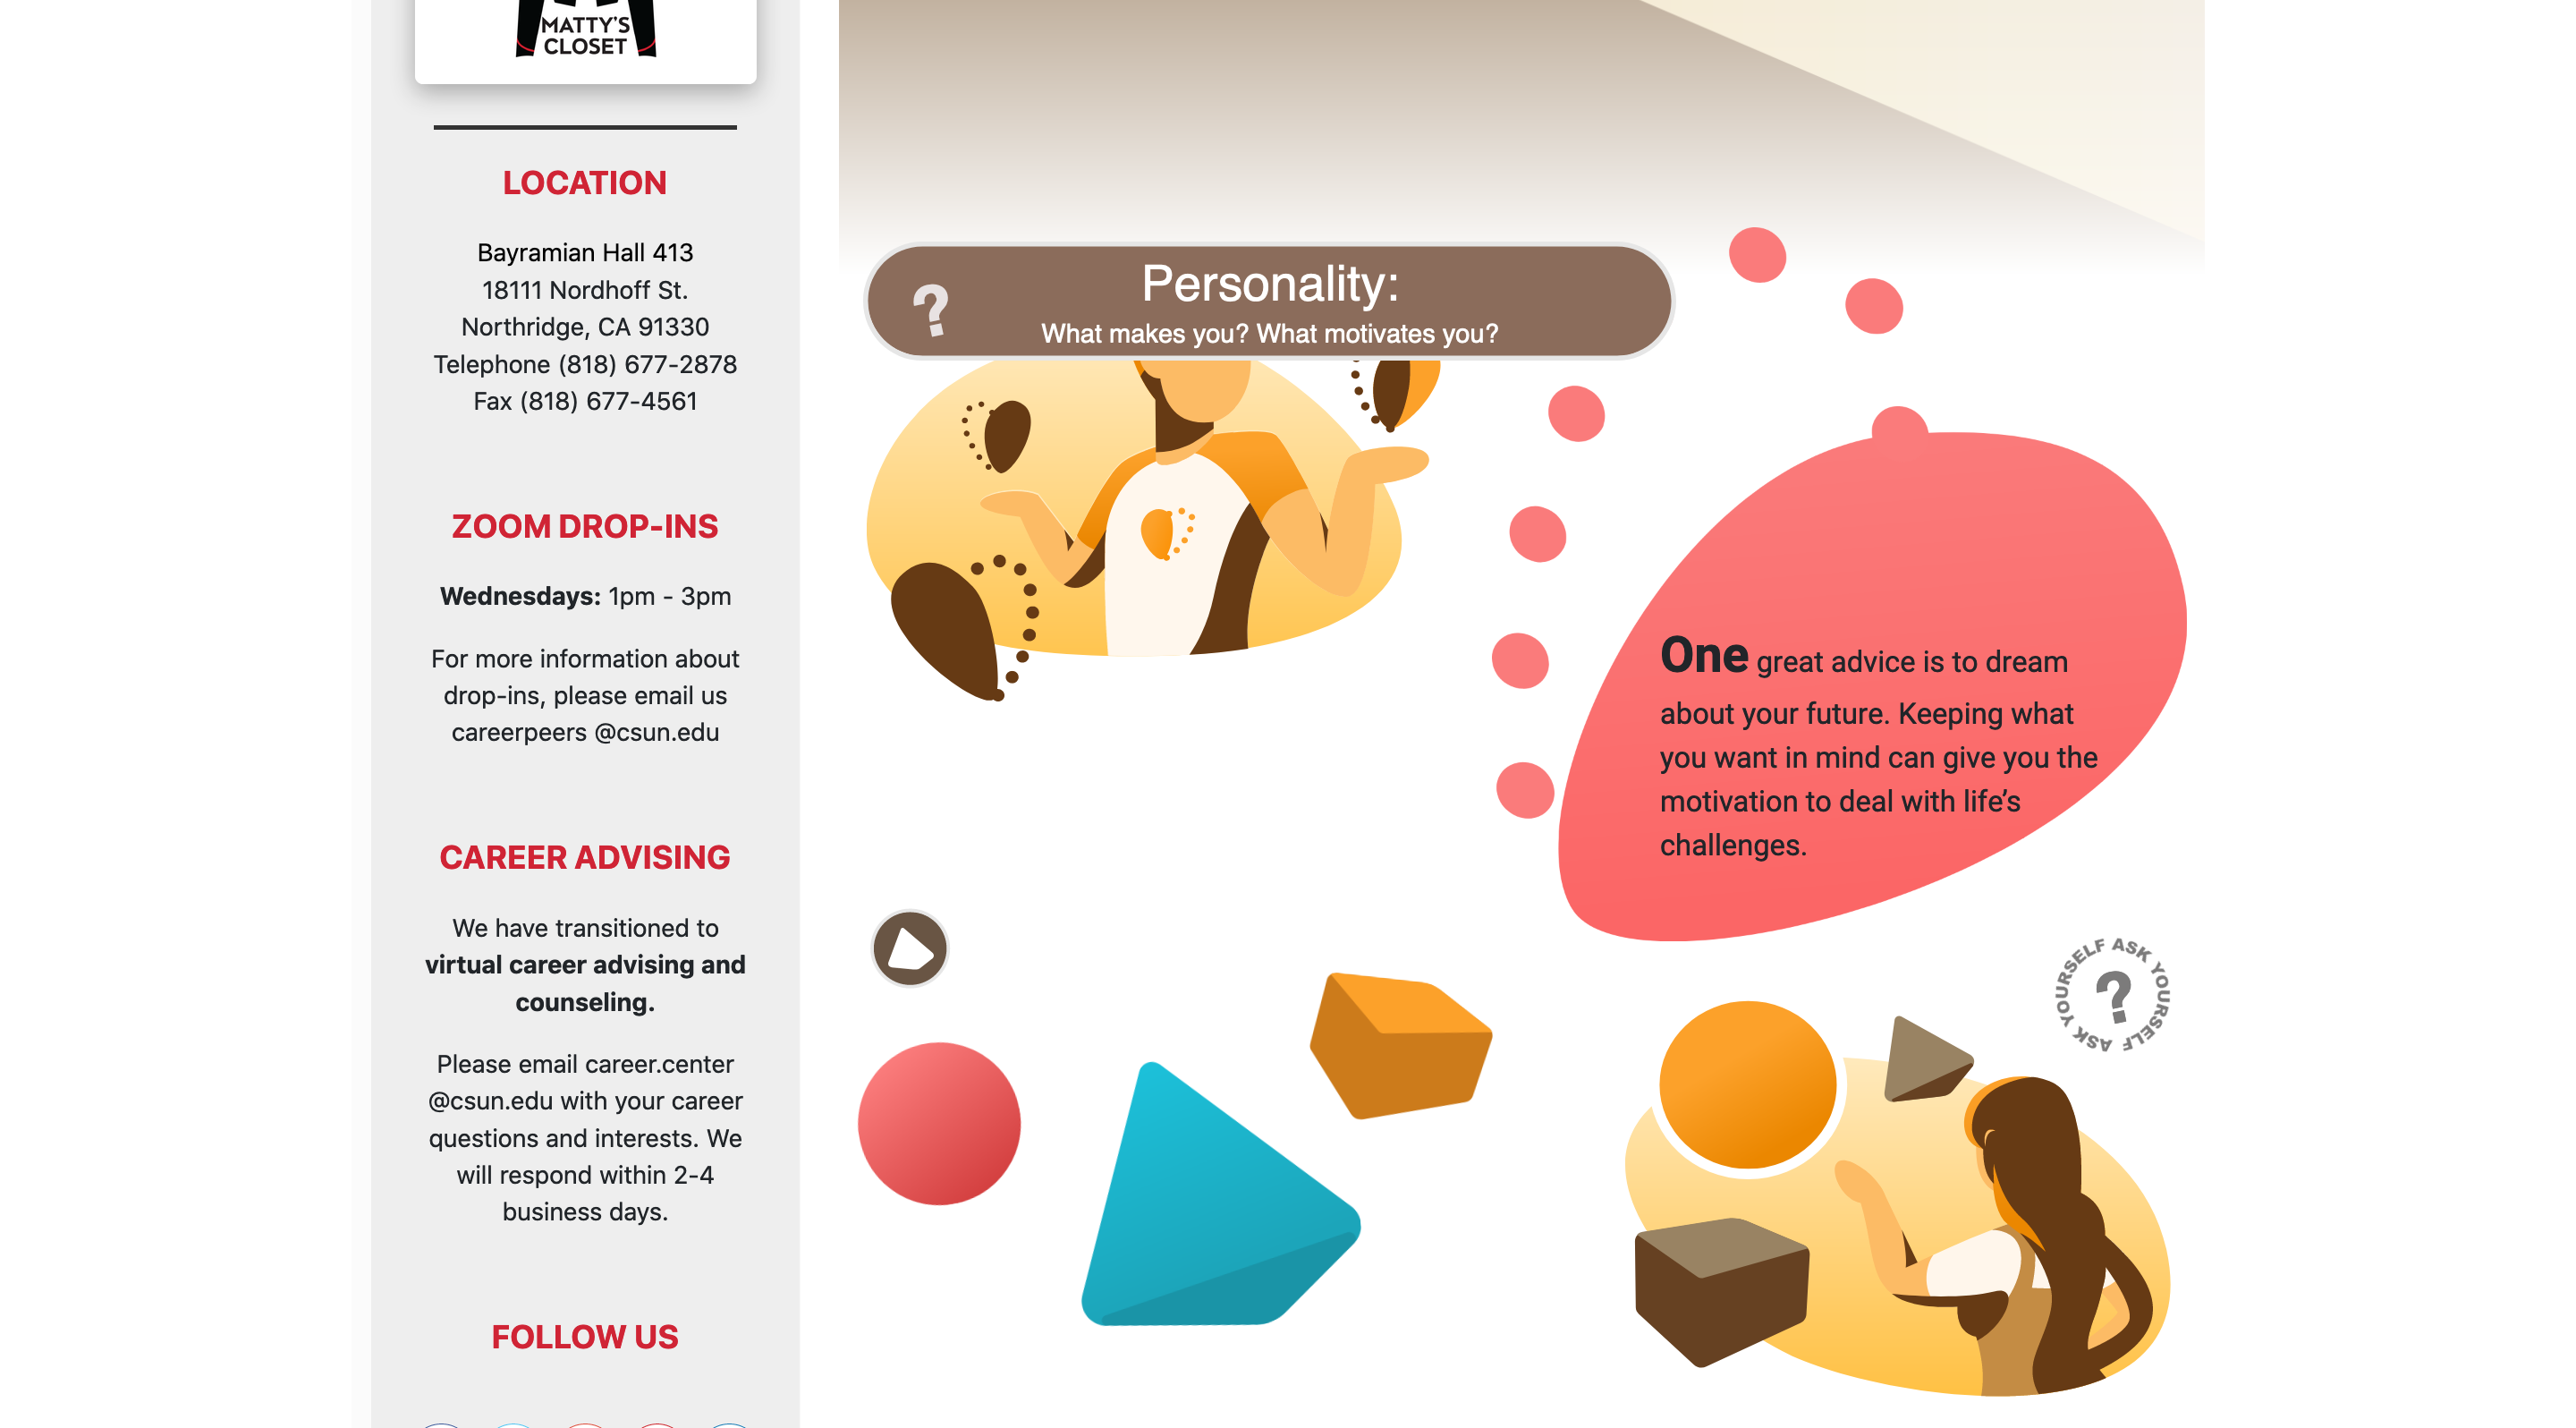 MATTY'S
CLOSET
LOCATION
Bayramian Hall 413
18111 Nordhoff St.
Northridge, CA 91330
Telephone (818) 677-2878
Fax (818) 677-4561
ZOOM DROP-INS
Wednesdays: 1pm - 3pm
For more information about
drop-ins, please email us
careerpeers @csun.edu
CAREER ADVISING
We have transitioned to
virtual career advising and
counseling.
Please email career.center
@csun.edu with your career
questions and interests. We
will respond within 2-4
business days.
FOLLOW US
?
Personality:
What makes you? What motivates you?
One great advice is to dream
about your future. Keeping what
you want in mind can give you the
motivation to deal with life’s
challenges.
ASK YOURSELF ASK YOURSELF
?